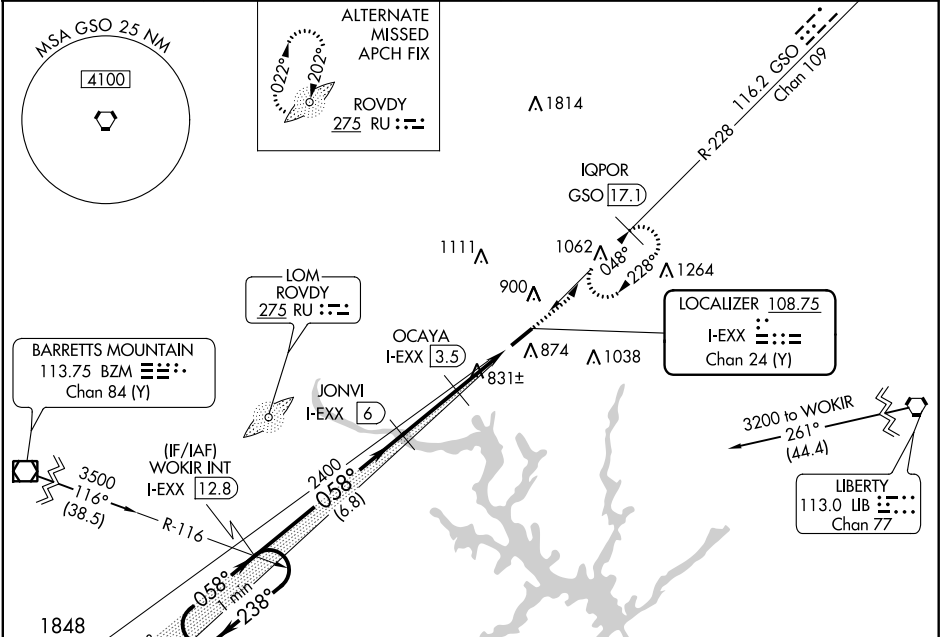 MSA GSO 25 NM
4100
ALTERNATE
MISSED
APCH FIX
022°
202°
ROVDY
275 RU
1814
116.2 GSO
Chan 109
R-228
IQPOR
GSO 17.1
1111
1062
048°
228°
1264
900
LOM
ROVDY
275 RU
LOCALIZER 108.75
I-EXX
Chan 24 (Y)
OCAYA
I-EXX 3.5
874
1038
831±
BARRETTS MOUNTAIN
113.75 BZM
Chan 84 (Y)
JONVI
I-EXX 6
3200 to WOKIR
261°
(44.4)
(IF/IAF)
WOKIR INT
I-EXX 12.8
2400
058°
(6.8)
3500
116°
(38.5)
R-116
LIBERTY
113.0 LIB
Chan 77
058°
1 min
238°
1848